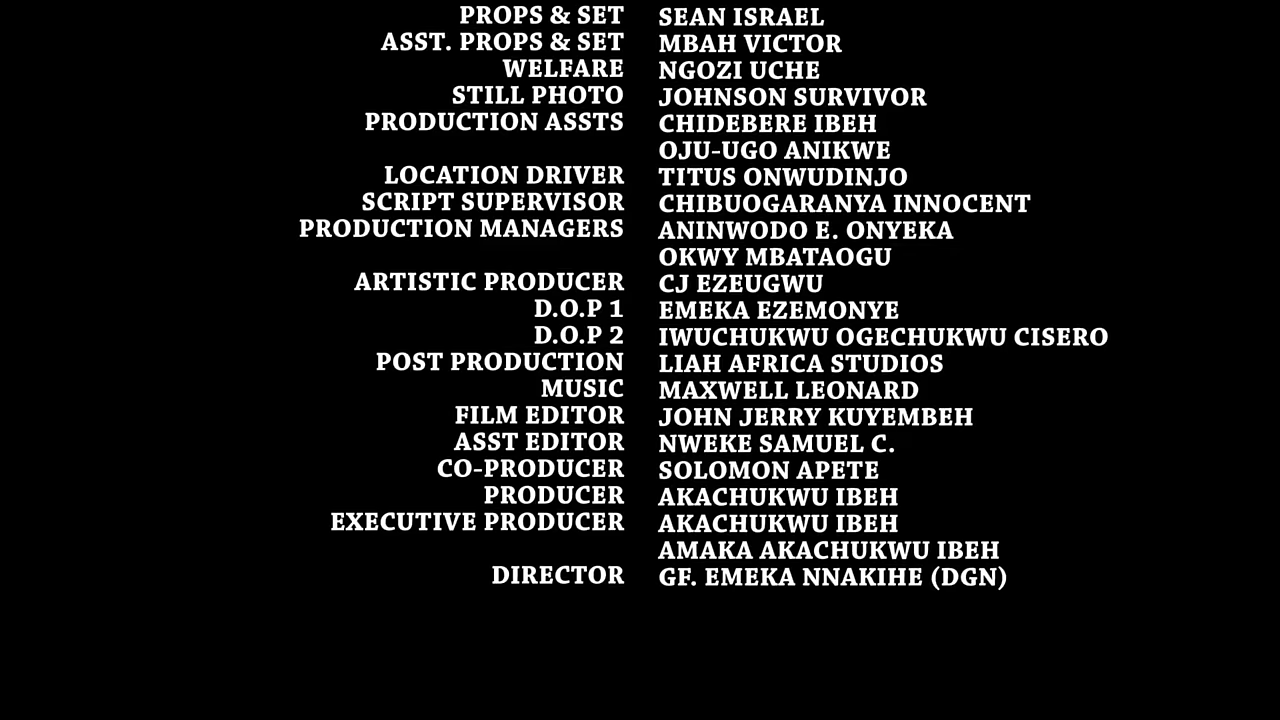 PROPS & SET SEAN ISRAEL
ASST. PROPS & SET MBAH VICTOR
WELFARE NGOZI UCHE
STILL PHOTO JOHNSON SURVIVOR
PRODUCTION ASSTS CHIDEBERE IBEH
OJU-UGO ANIKWE
LOCATION DRIVER TITUS ONWUDINJO
SCRIPT SUPERVISOR CHIBUOGARANYA INNOCENT
PRODUCTION MANAGERS ANINWODO E. ONYEKA
OKWY MBATAOGU
ARTISTIC PRODUCER CJ EZEUGWU
D.O.P 1 EMEKA EZEMONYE
D.O.P 2 IWUCHUKWU OGECHUKWU CISERO
POST PRODUCTION LIAH AFRICA STUDIOS
MUSIC MAXWELL LEONARD
FILM EDITOR JOHN JERRY KUYEMBEH
ASST EDITOR NWEKE SAMUEL C.
CO-PRODUCER SOLOMON APETE
PRODUCER AKACHUKWU IBEH
EXECUTIVE PRODUCER AKACHUKWU IBEH
AMAKA AKACHUKWU IBEH
DIRECTOR GF. EMEKA NNAKIHE (DGN)